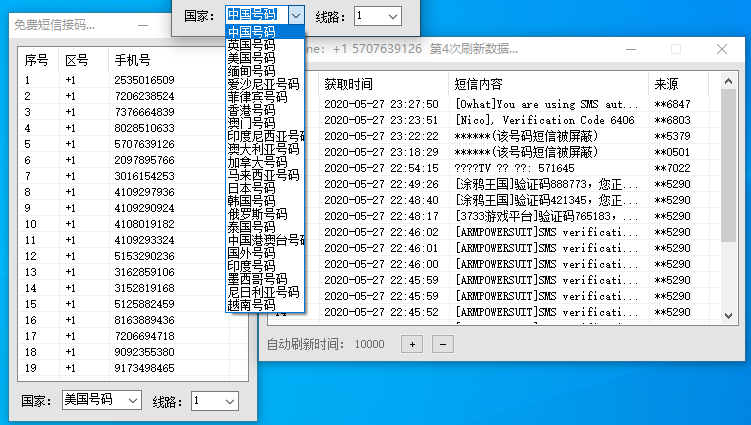 免费短信接码...
序号 区号 手机号
1 +1 2535016509
2 +1 7206238524
3 +1 7376664839
4 +1 8028510633
5 +1 5707639126
6 +1 2097895766
7 +1 3016154253
8 +1 4109297936
9 +1 4109290924
10 +1 4108019182
11 +1 4109293324
12 +1 5153290236
13 +1 3162859106
14 +1 3152819168
15 +1 5125882459
16 +1 8163889436
17 +1 7206694718
18 +1 9092355380
19 +1 9173498465
国家： 美国号码 线路： 1
国家： 中国号码 线路： 1
中国号码
英国号码
美国号码
缅甸号码
爱沙尼亚号码
菲律宾号码
香港号码
澳门号码
印度尼西亚号码
澳大利亚号码
加拿大号码
马来西亚号码
日本号码
韩国号码
俄罗斯号码
泰国号码
中国港澳台号码
国外号码
印度号码
墨西哥号码
尼日利亚号码
越南号码
ne: +1 5707639126 第4次刷新数据...
获取时间 短信内容 来源
2020-05-27 23:27:50 [Owhat]You are using SMS aut... **6847
2020-05-27 23:23:51 [Nico], Verification Code 6406 **6803
2020-05-27 23:22:22 ******(该号码短信被屏蔽) **5379
2020-05-27 23:18:29 ******(该号码短信被屏蔽) **0501
2020-05-27 22:54:15 ????TV ?? ??: 571645 **7022
2020-05-27 22:49:26 [涂鸦王国]验证码888773，您正... **5290
2020-05-27 22:48:40 [涂鸦王国]验证码421345，您正... **5290
2020-05-27 22:48:17 [3733游戏平台]验证码765183，... **5290
2020-05-27 22:46:02 [ARMPOWERSUIT]SMS verificati... **5290
2020-05-27 22:46:01 [ARMPOWERSUIT]SMS verificati... **5290
2020-05-27 22:46:00 [ARMPOWERSUIT]SMS verificati... **5290
2020-05-27 22:45:59 [ARMPOWERSUIT]SMS verificati... **5290
2020-05-27 22:45:59 [ARMPOWERSUIT]SMS verificati... **5290
2020-05-27 22:45:52 [ARMPOWERSUIT]SMS verificati... **5290
自动刷新时间： 10000 + −